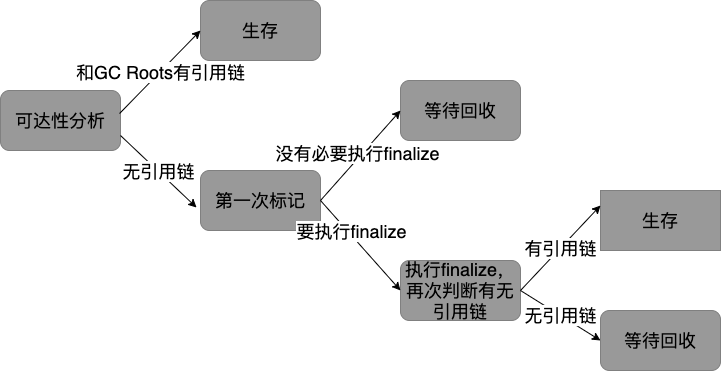 生存
和GC Roots有引用链
可达性分析
等待回收
没有必要执行finalize
无引用链
第一次标记
要执行finalize
生存
有引用链
执行finalize，
再次判断有无
引用链
无引用链
等待回收